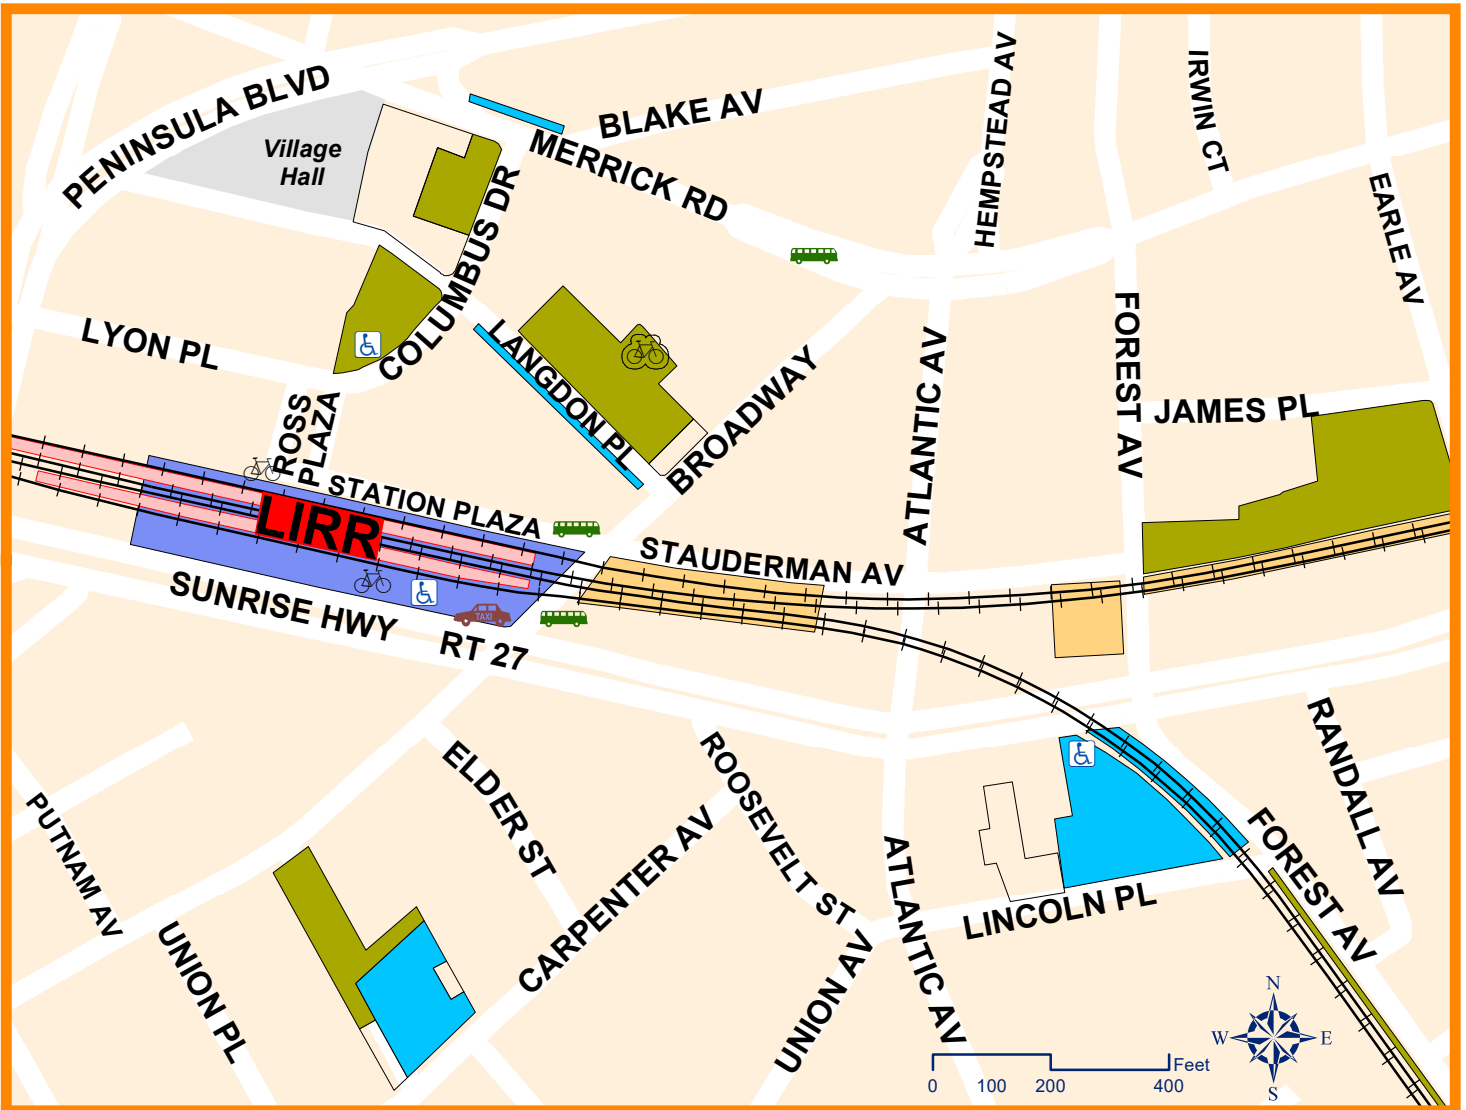 PENINSULA BLVD
Village
Hall
BLAKE AV
MERRICK RD
HEMPSTEAD AV
IRWIN CT
EARLE AV
COLUMBUS DR
LYON PL
LANGDON PL
BROADWAY
ATLANTIC AV
FOREST AV
JAMES PL
ROSS
PLAZA
STATION PLAZA
LIRR
STAUDERMAN AV
SUNRISE HWY
RT 27
TAXI
ELDER ST
ROOSEVELT ST
RANDALL AV
PUTNAM AV
CARPENTER AV
FOREST AV
UNION PL
UNION AV
ATLANTIC AV
LINCOLN PL
N
W
E
S
Feet
0
100
200
400